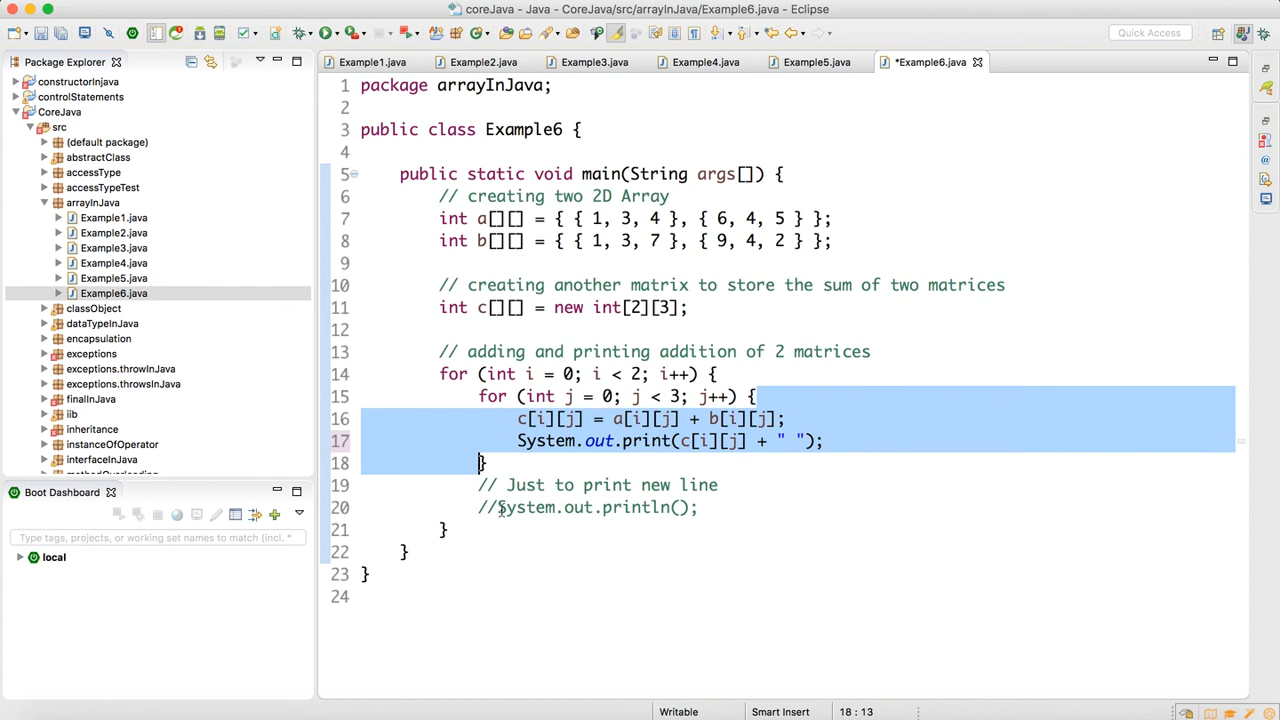 coreJava - Java - CoreJava/src/arrayInJava/Example6.java - Eclipse
Quick Access
Package Explorer
constructorInjava
controlStatements
CoreJava
src
(default package)
abstractClass
accessType
accessTypeTest
arrayInJava
Example1.java
Example2.java
Example3.java
Example4.java
Example5.java
Example6.java
classObject
dataTypeInJava
encapsulation
exceptions
exceptions.throwInJava
exceptions.throwsInJava
finalInJava
iib
inheritance
instanceOfOperator
interfaceInJava
methodOverloading
Boot Dashboard
Type tags, projects, or working set names to match (incl. *
local
Example1.java Example2.java Example3.java Example4.java Example5.java *Example6.java
1 package arrayInJava;
2
3 public class Example6 {
4
5 public static void main(String args[]) {
6 // creating two 2D Array
7 int a[][] = { { 1, 3, 4 }, { 6, 4, 5 } };
8 int b[][] = { { 1, 3, 7 }, { 9, 4, 2 } };
9
10 // creating another matrix to store the sum of two matrices
11 int c[][] = new int[2][3];
12
13 // adding and printing addition of 2 matrices
14 for (int i = 0; i < 2; i++) {
15 for (int j = 0; j < 3; j++) {
16 c[i][j] = a[i][j] + b[i][j];
17 System.out.print(c[i][j] + " ");
18 }
19 // Just to print new line
20 //System.out.println();
21 }
22 }
23 }
24
Writable Smart Insert 18 : 13